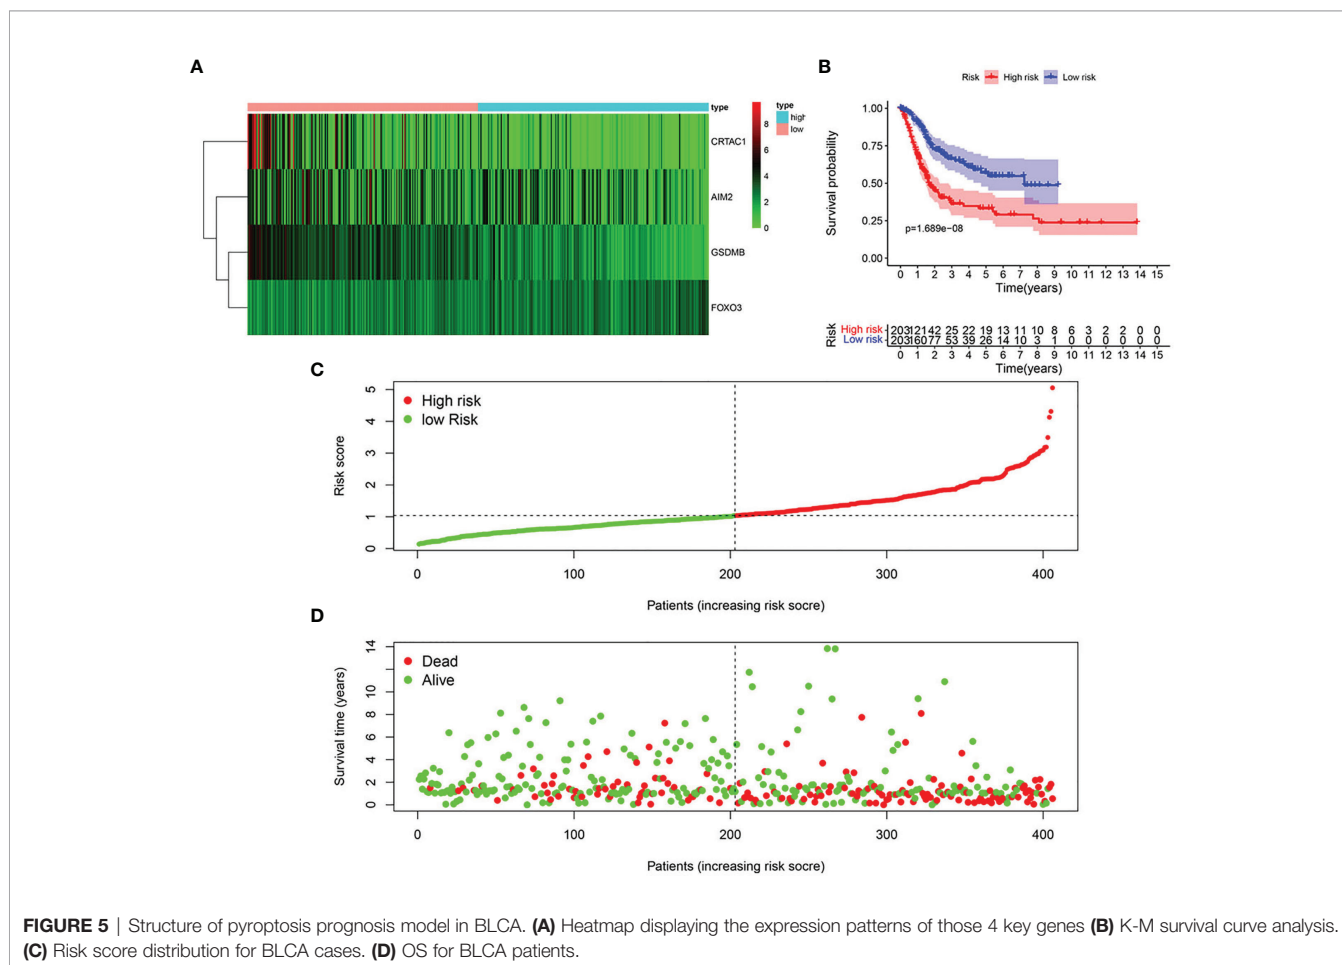 A
type
type
high
low
8
6
4
2
0
CRTAC1
AIM2
GSDMB
FOXO3
B
Risk High risk Low risk
Survival probability
1.00
0.75
0.50
0.25
0.00
p=1.689e−08
0 1 2 3 4 5 6 7 8 9 10 11 12 13 14 15
Time(years)
Risk
High risk 203 121 42 25 22 19 13 11 10 8 6 3 2 2 0 0
Low risk 203 160 77 53 39 26 14 10 3 1 0 0 0 0 0 0
0 1 2 3 4 5 6 7 8 9 10 11 12 13 14 15
Time(years)
C
High risk
low Risk
Risk score
5
4
3
2
1
0
0 100 200 300 400
Patients (increasing risk socre)
D
Dead
Alive
Survival time (years)
14
10
8
6
4
2
0
0 100 200 300 400
Patients (increasing risk socre)
FIGURE 5 | Structure of pyroptosis prognosis model in BLCA. (A) Heatmap displaying the expression patterns of those 4 key genes (B) K-M survival curve analysis.
(C) Risk score distribution for BLCA cases. (D) OS for BLCA patients.